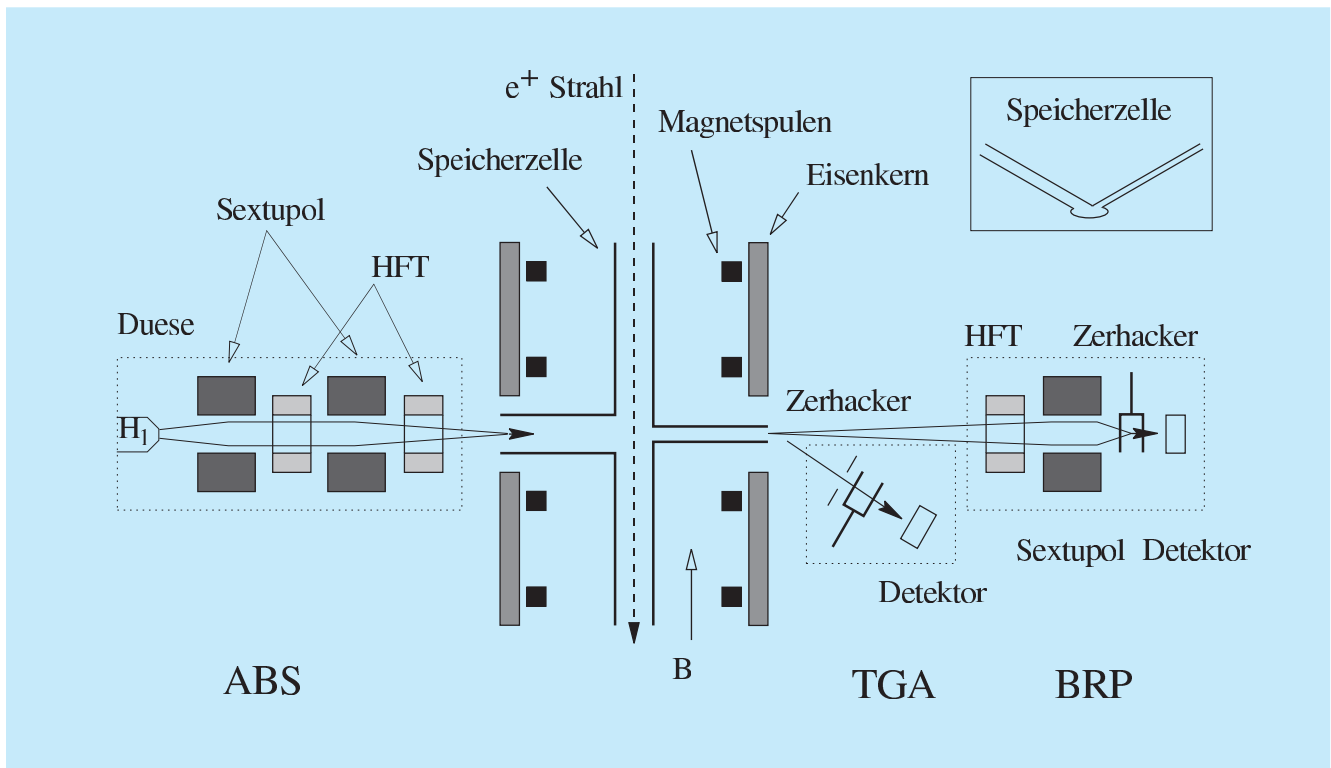 e+ Strahl
Magnetspulen
Speicherzelle
Speicherzelle
Eisenkern
Sextupol
HFT
Duese
HFT
Zerhacker
Zerhacker
H1
Sextupol
Detektor
Detektor
B
ABS
TGA
BRP